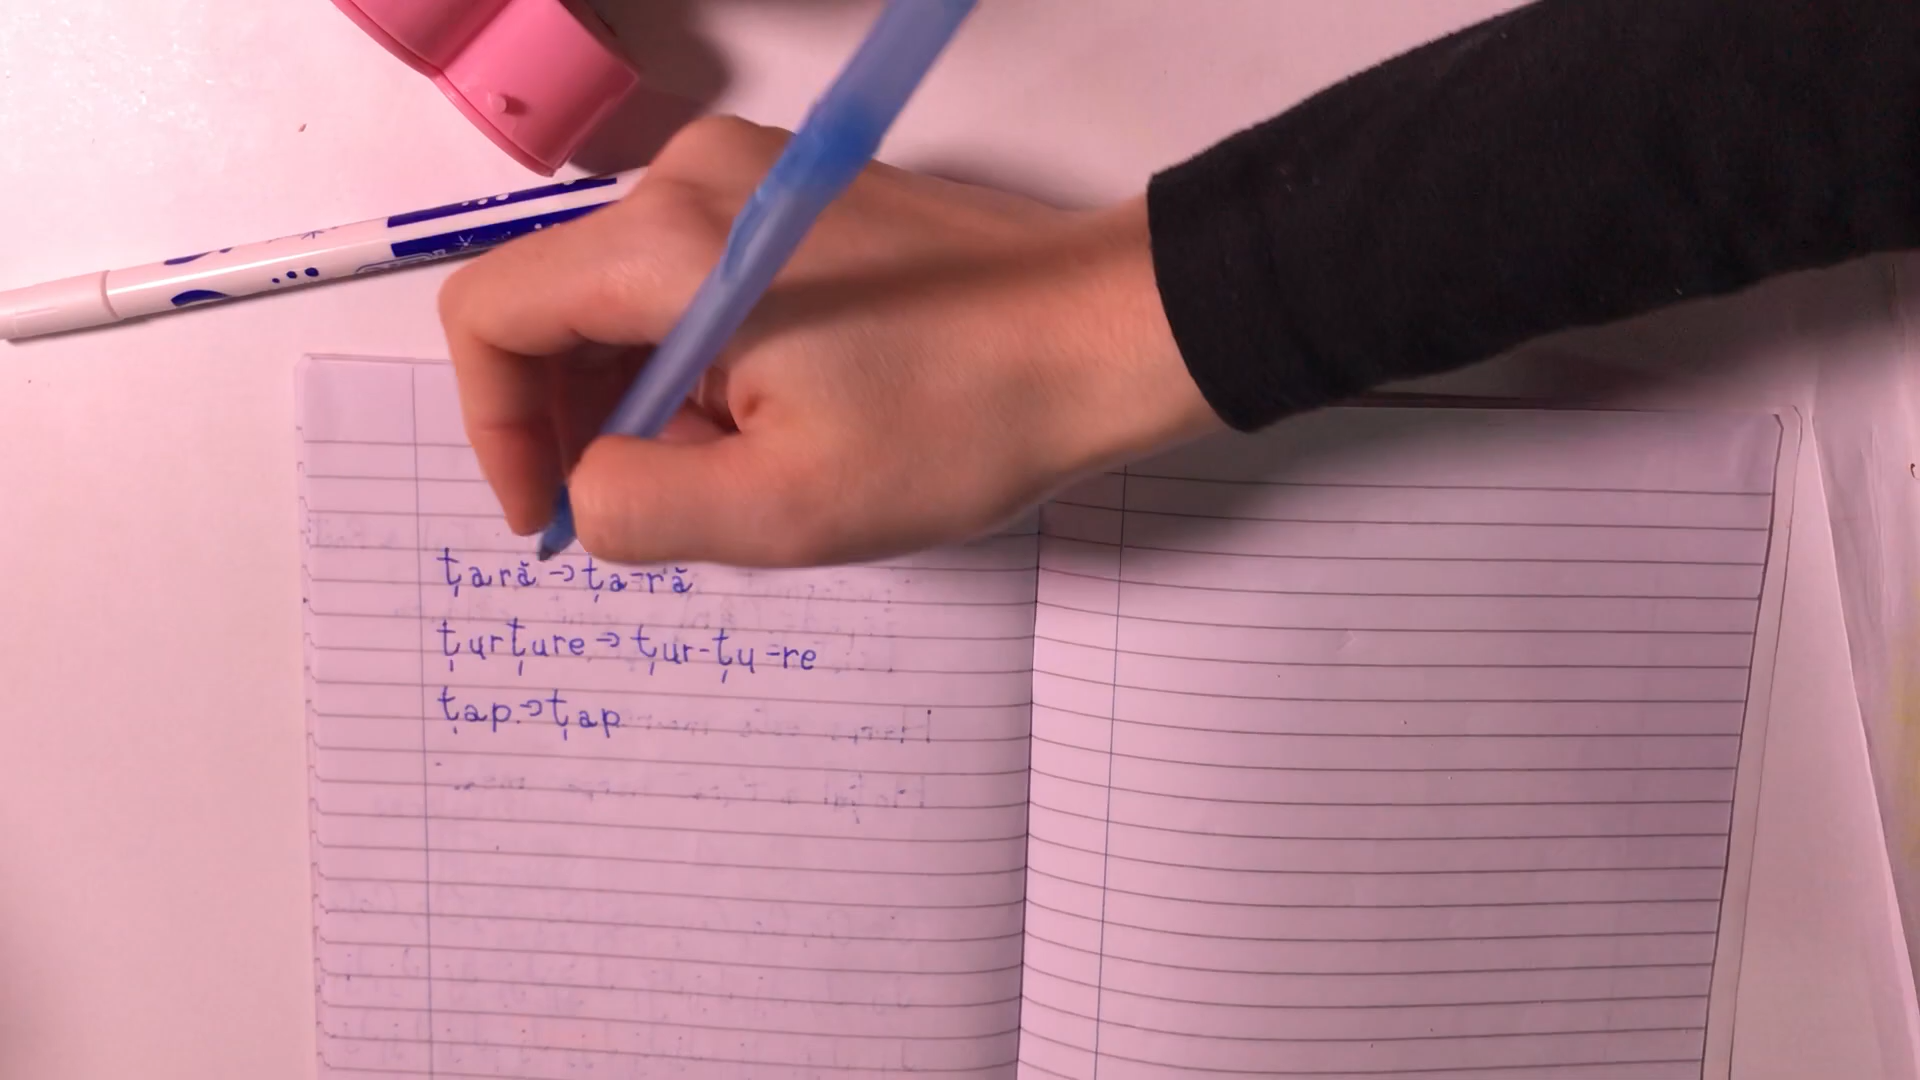 țară → ța-ră
țurțure → țur-țu-re
țap → țap